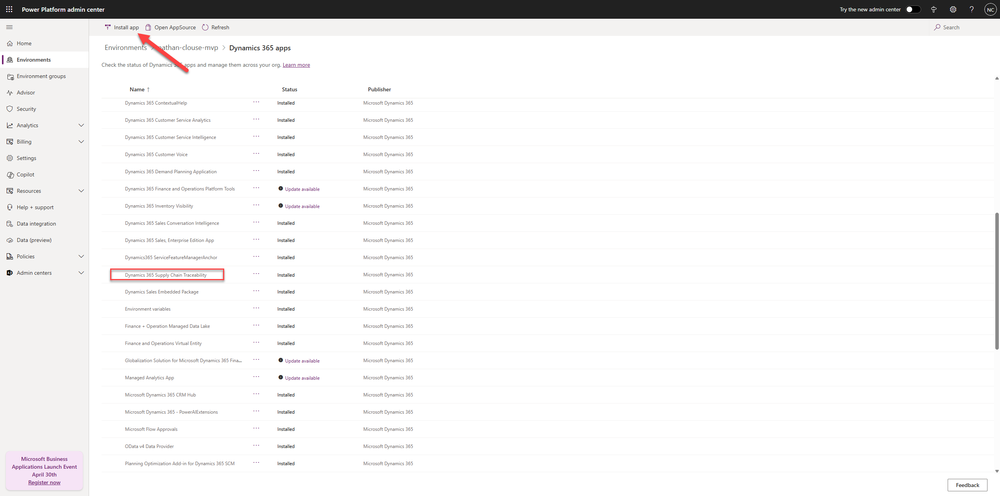 Power Platform admin center
Try the new admin center
NC
Install app
Open AppSource
Refresh
Search
Home
Environments
Environment groups
Advisor
Security
Analytics
Billing
Settings
Copilot
Resources
Help + support
Data integration
Data (preview)
Policies
Admin centers
Microsoft Business
Applications Launch Event
April 30th
Register now
Environments > nathan-clouse-mvp > Dynamics 365 apps
Check the status of Dynamics 365 apps and manage them across your org. Learn more
Name ↑ Status Publisher
Dynamics 365 ContextualHelp ... Installed Microsoft Dynamics 365
Dynamics 365 Customer Service Analytics ... Installed Microsoft Dynamics 365
Dynamics 365 Customer Service Intelligence ... Installed Microsoft Dynamics 365
Dynamics 365 Customer Voice ... Installed Microsoft Dynamics 365
Dynamics 365 Demand Planning Application ... Installed Microsoft Dynamics 365
Dynamics 365 Finance and Operations Platform Tools ... Update available Microsoft Dynamics 365
Dynamics 365 Inventory Visibility ... Update available Microsoft Dynamics 365
Dynamics 365 Sales Conversation Intelligence ... Installed Microsoft Dynamics 365
Dynamics 365 Sales, Enterprise Edition App ... Installed Microsoft Dynamics 365
Dynamics365 ServiceFeatureManagerAnchor ... Installed Microsoft Dynamics 365
Dynamics 365 Supply Chain Traceability ... Installed Microsoft Dynamics 365
Dynamics Sales Embedded Package ... Installed Microsoft Dynamics 365
Environment variables ... Installed Microsoft Dynamics 365
Finance + Operation Managed Data Lake ... Installed Microsoft Dynamics 365
Finance and Operations Virtual Entity ... Installed Microsoft Dynamics 365
Globalization Solution for Microsoft Dynamics 365 Fina... ... Update available Microsoft Dynamics 365
Managed Analytics App ... Update available Microsoft Dynamics 365
Microsoft Dynamics 365 CRM Hub ... Installed Microsoft Dynamics 365
Microsoft Dynamics 365 - PowerAIExtensions ... Installed Microsoft Dynamics 365
Microsoft Flow Approvals ... Installed Microsoft Dynamics 365
OData v4 Data Provider ... Installed Microsoft Dynamics 365
Planning Optimization Add-in for Dynamics 365 SCM ... Installed Microsoft Dynamics 365
Feedback